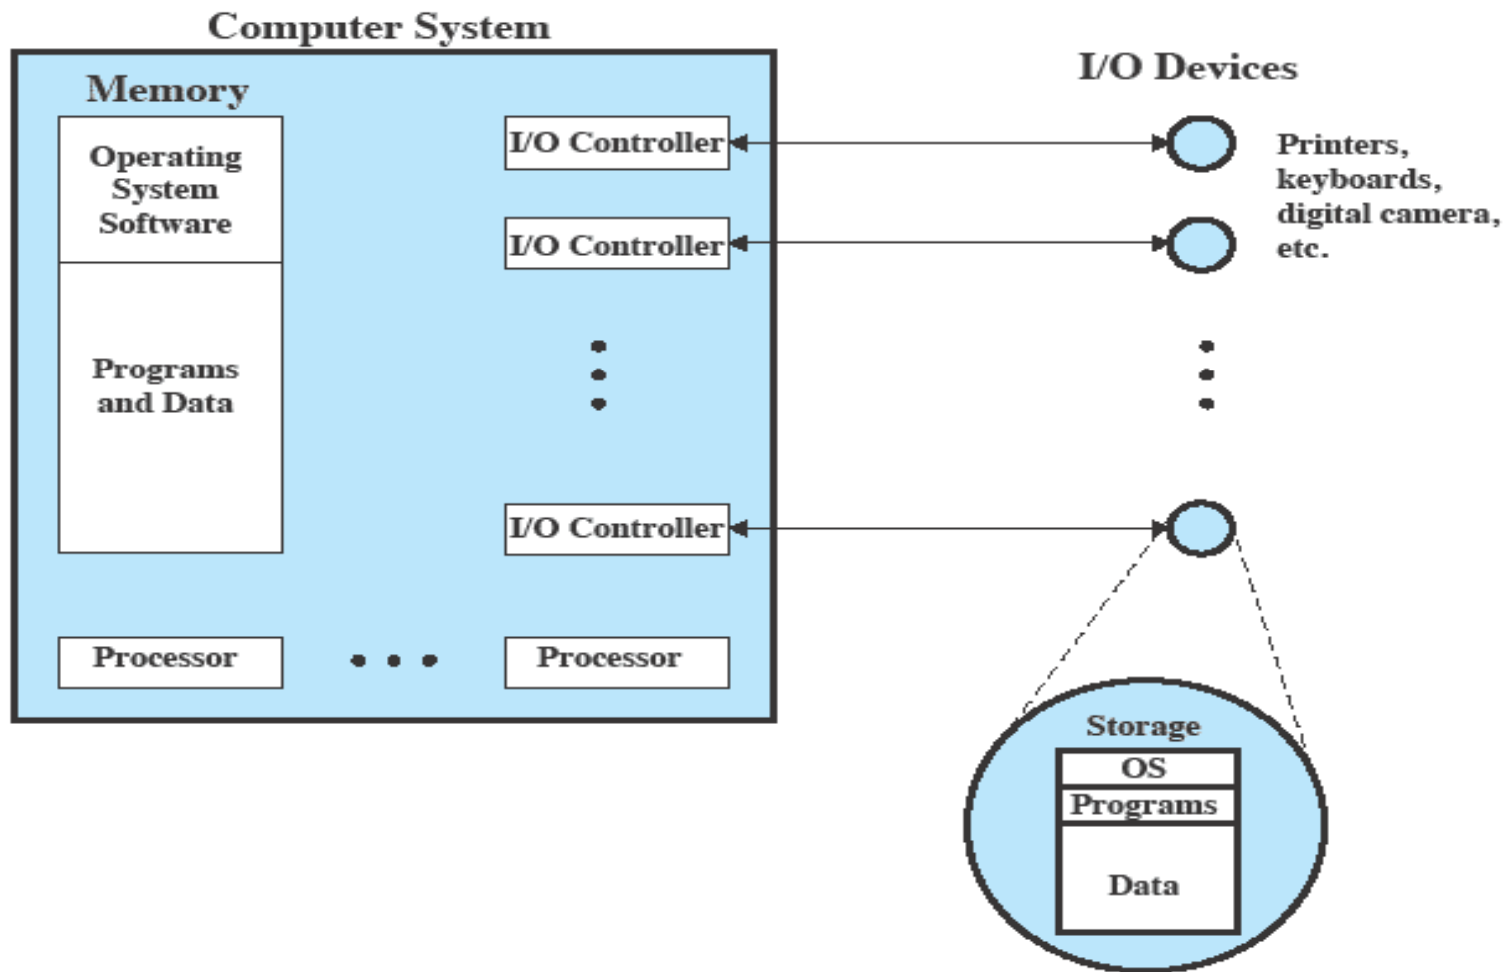 Computer System
Memory
Operating
System
Software
Programs
and Data
I/O Controller
I/O Controller
I/O Controller
Processor
Processor
I/O Devices
Printers,
keyboards,
digital camera,
etc.
Storage
OS
Programs
Data